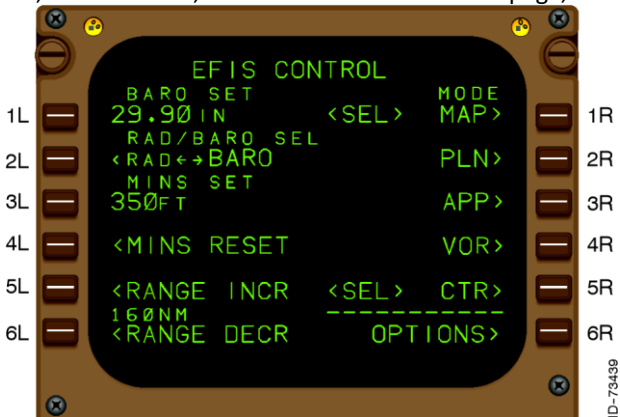 EFIS CONTROL
BARO SET MODE
1L 29.90 IN <SEL> MAP> 1R
RAD/BARO SEL
2L <RAD←→BARO PLN> 2R
MINS SET
3L 350FT APP> 3R
4L <MINS RESET VOR> 4R
5L <RANGE INCR <SEL> CTR> 5R
160NM ------------
6L <RANGE DECR OPTIONS> 6R
ID-73439